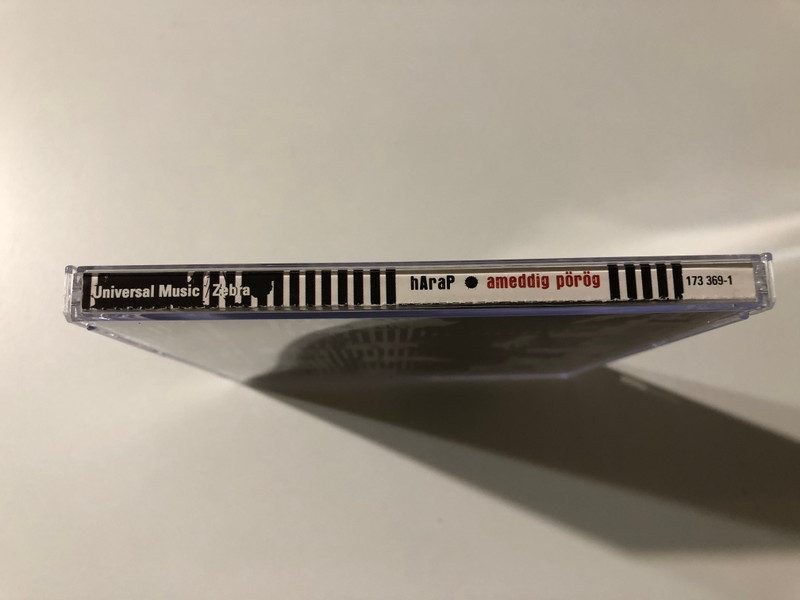 Universal Music / Zebra hAraP ● ameddig pörög 173 369-1